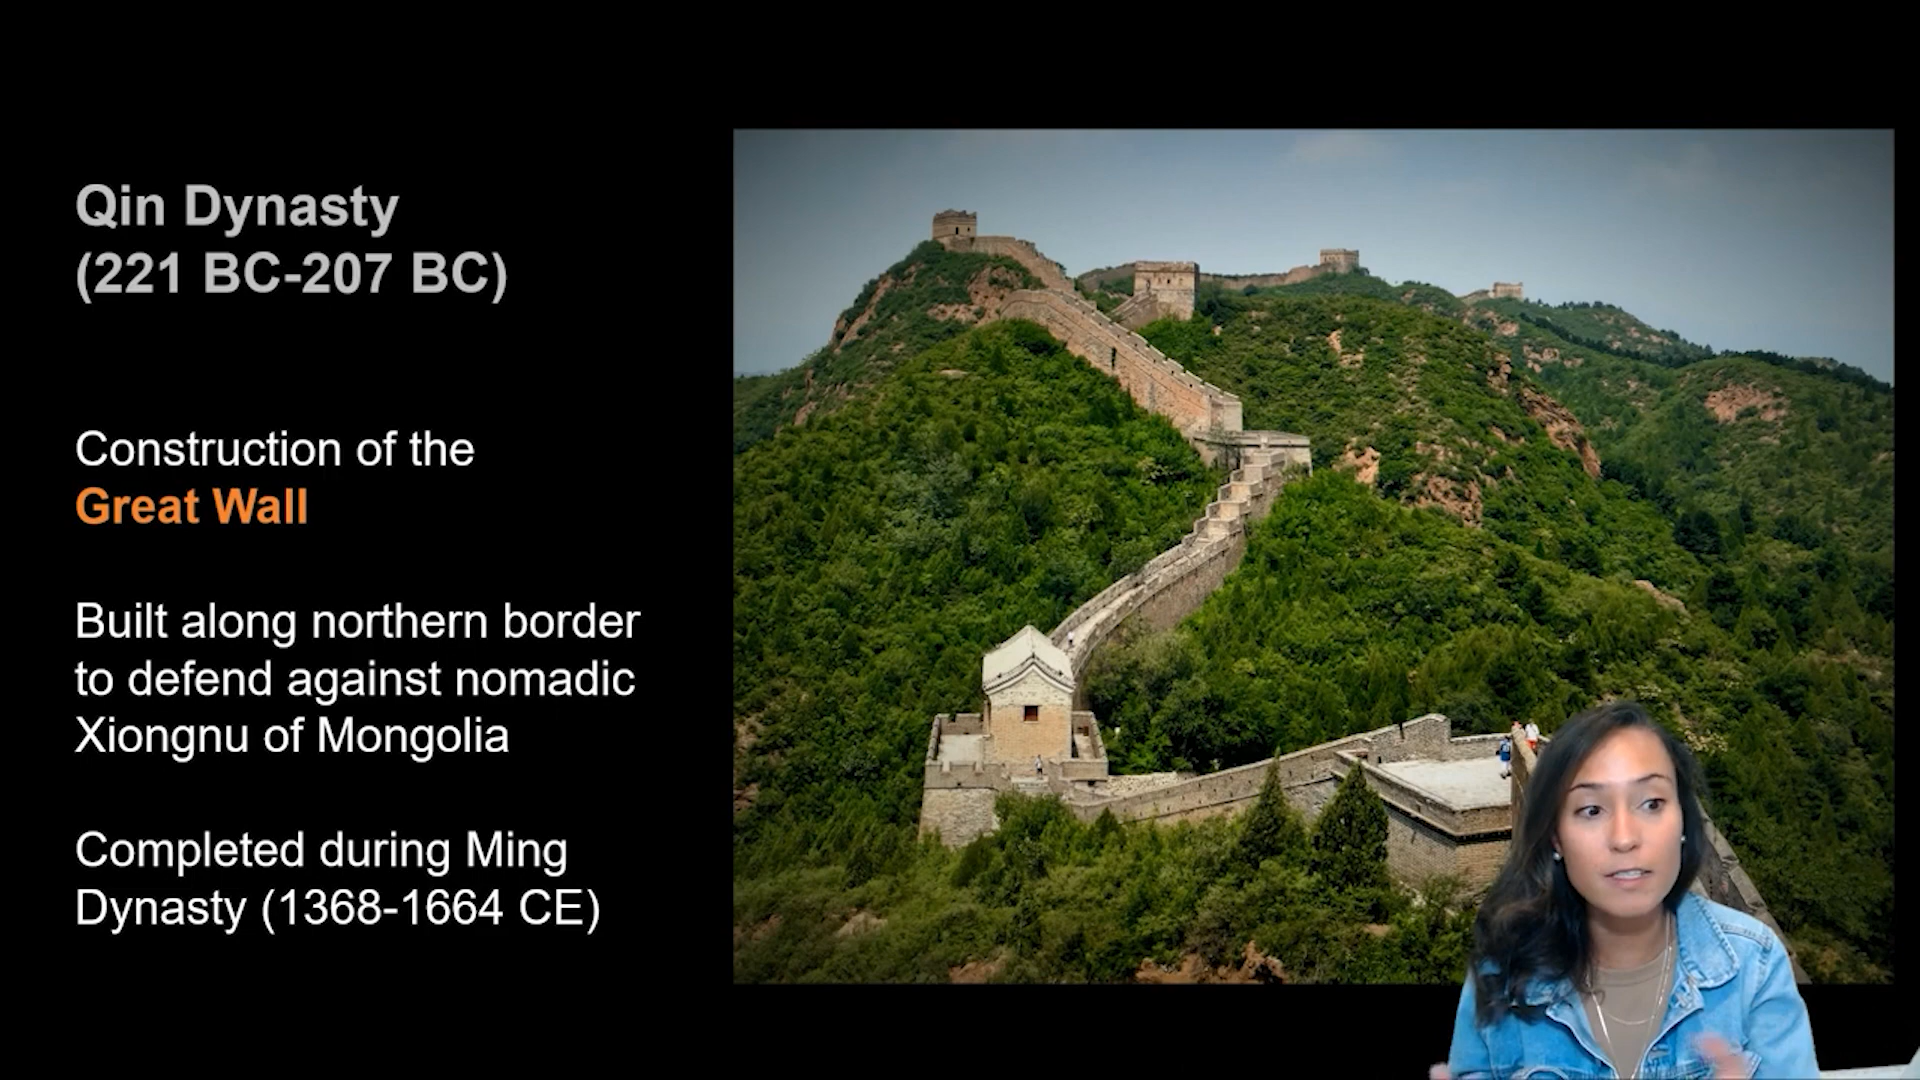 Qin Dynasty
(221 BC-207 BC)
Construction of the
Great Wall
Built along northern border
to defend against nomadic
Xiongnu of Mongolia
Completed during Ming
Dynasty (1368-1664 CE)